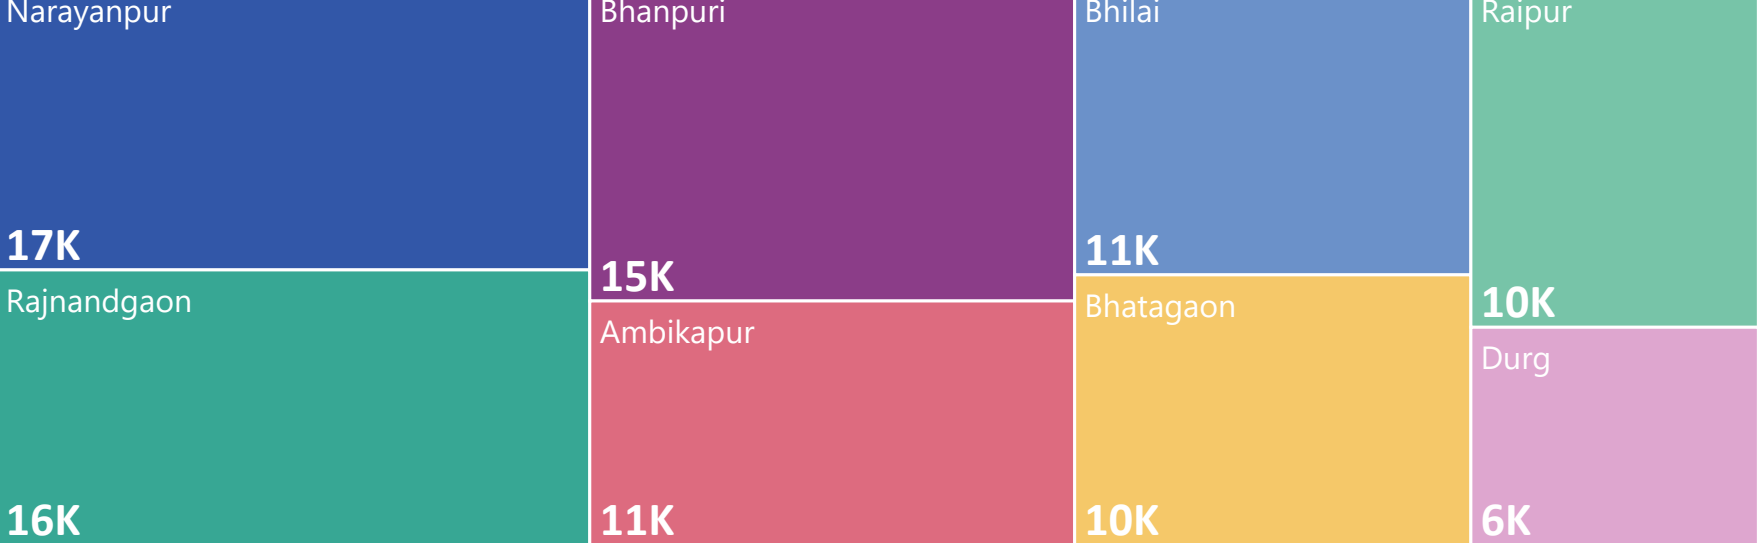 Narayanpur
17K
Rajnandgaon
16K
Bhanpuri
15K
Ambikapur
11K
Bhilai
11K
Bhatagaon
10K
Raipur
10K
Durg
6K